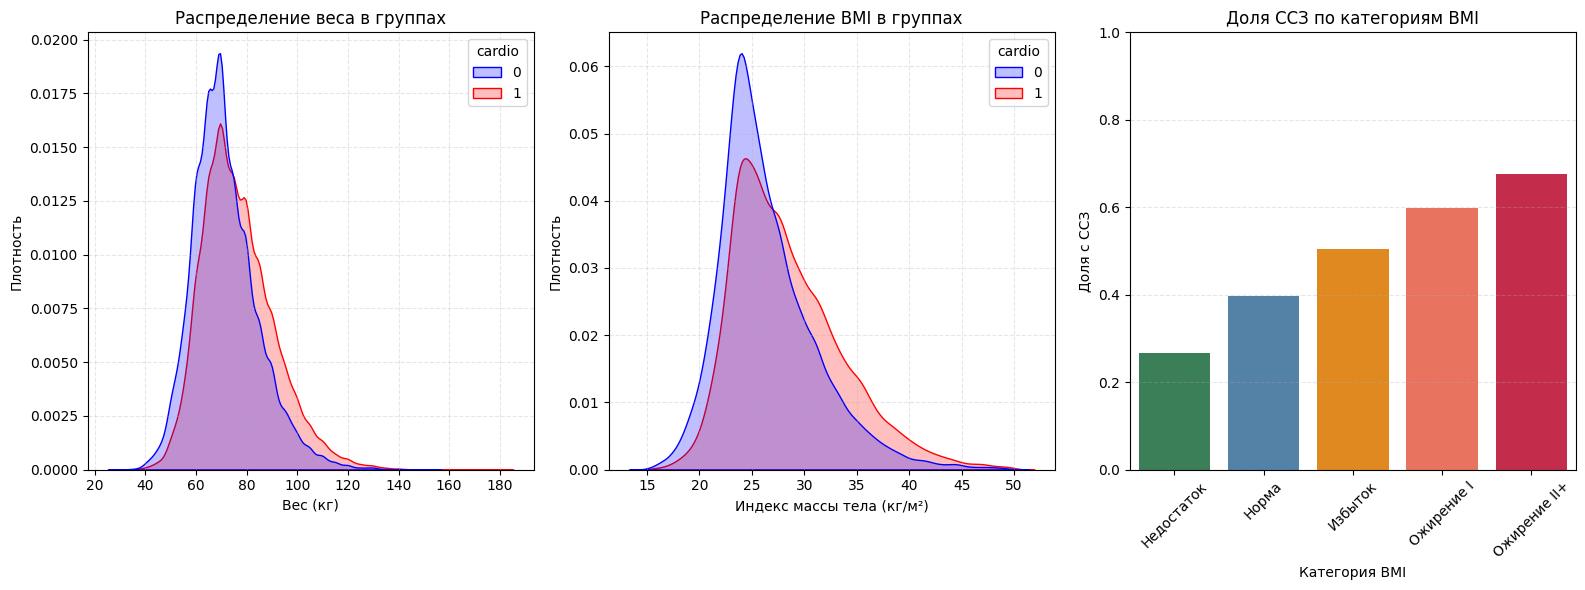 Распределение веса в группах
0.0200
0.0175
0.0150
0.0125
0.0100
0.0075
0.0050
0.0025
0.0000
Плотность
20 40 60 80 100 120 140 160 180
Вес (кг)
cardio
0
1
Распределение BMI в группах
0.06
0.05
0.04
0.03
0.02
0.01
0.00
Плотность
15 20 25 30 35 40 45 50
Индекс массы тела (кг/м²)
cardio
0
1
Доля ССЗ по категориям BMI
1.0
0.8
0.6
0.4
0.2
0.0
Доля с ССЗ
Недостаток
Норма
Избыток
Ожирение I
Ожирение II+
Категория BMI